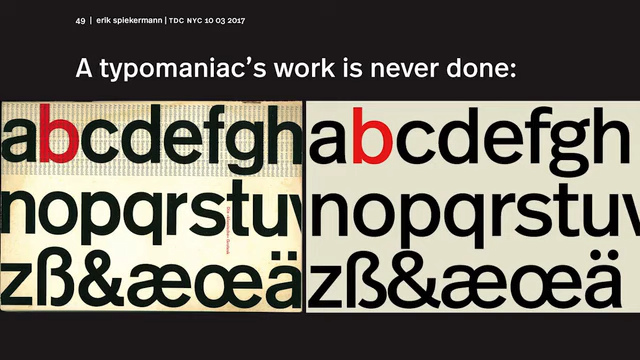 49 | erik spiekermann | TDC NYC 10 03 2017
A typomaniac's work is never done:
abcdefgh
nopqrstuv
zß&æœä
abcdefgh
nopqrstuv
zß&æœä